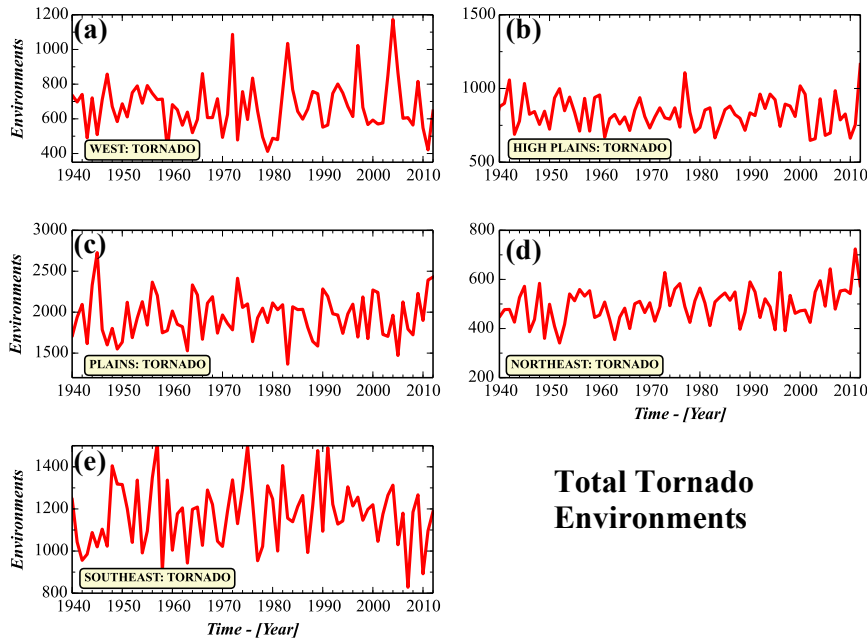 (a)
Environments
1200
1000
800
600
400
WEST: TORNADO
1940 1950 1960 1970 1980 1990 2000 2010
(b)
1500
1000
500
HIGH PLAINS: TORNADO
1940 1950 1960 1970 1980 1990 2000 2010
(c)
Environments
3000
2500
2000
1500
PLAINS: TORNADO
1940 1950 1960 1970 1980 1990 2000 2010
(d)
800
600
400
200
NORTHEAST: TORNADO
1940 1950 1960 1970 1980 1990 2000 2010
Time - [Year]
(e)
Environments
1400
1200
1000
800
SOUTHEAST: TORNADO
1940 1950 1960 1970 1980 1990 2000 2010
Time - [Year]
Total Tornado
Environments